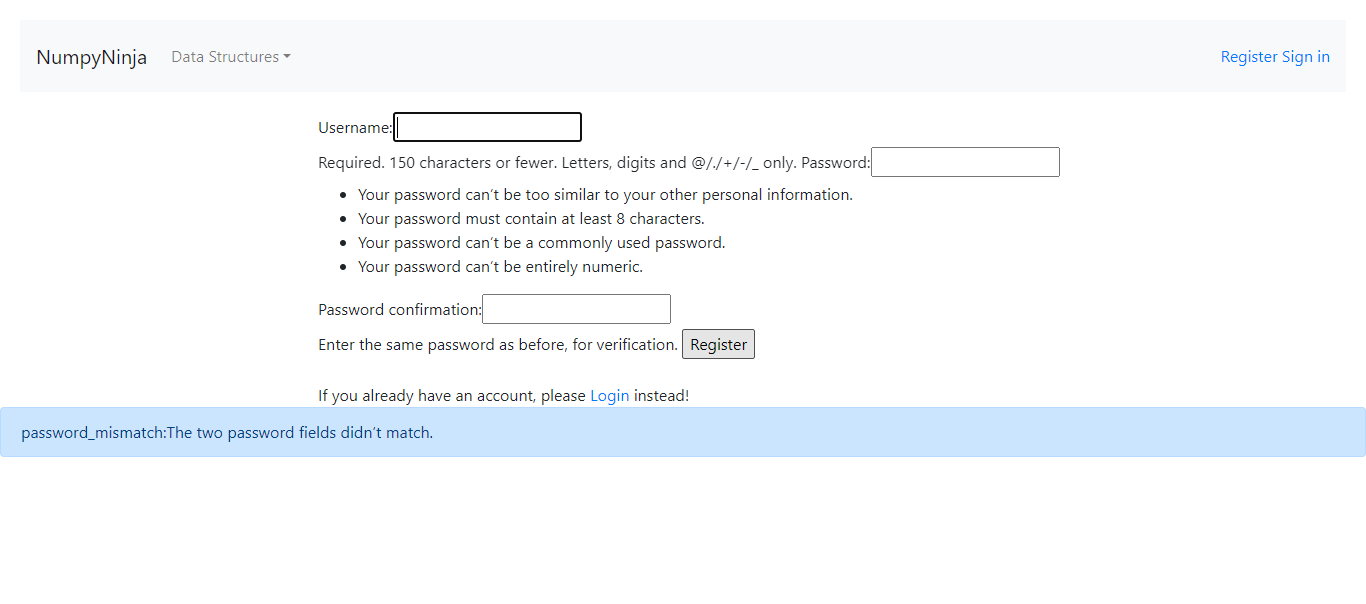 NumpyNinja Data Structures Register Sign in
Username:
Required. 150 characters or fewer. Letters, digits and @/./+/-/_ only. Password:
Your password can’t be too similar to your other personal information.
Your password must contain at least 8 characters.
Your password can’t be a commonly used password.
Your password can’t be entirely numeric.
Password confirmation:
Enter the same password as before, for verification. Register
If you already have an account, please Login instead!
password_mismatch:The two password fields didn’t match.